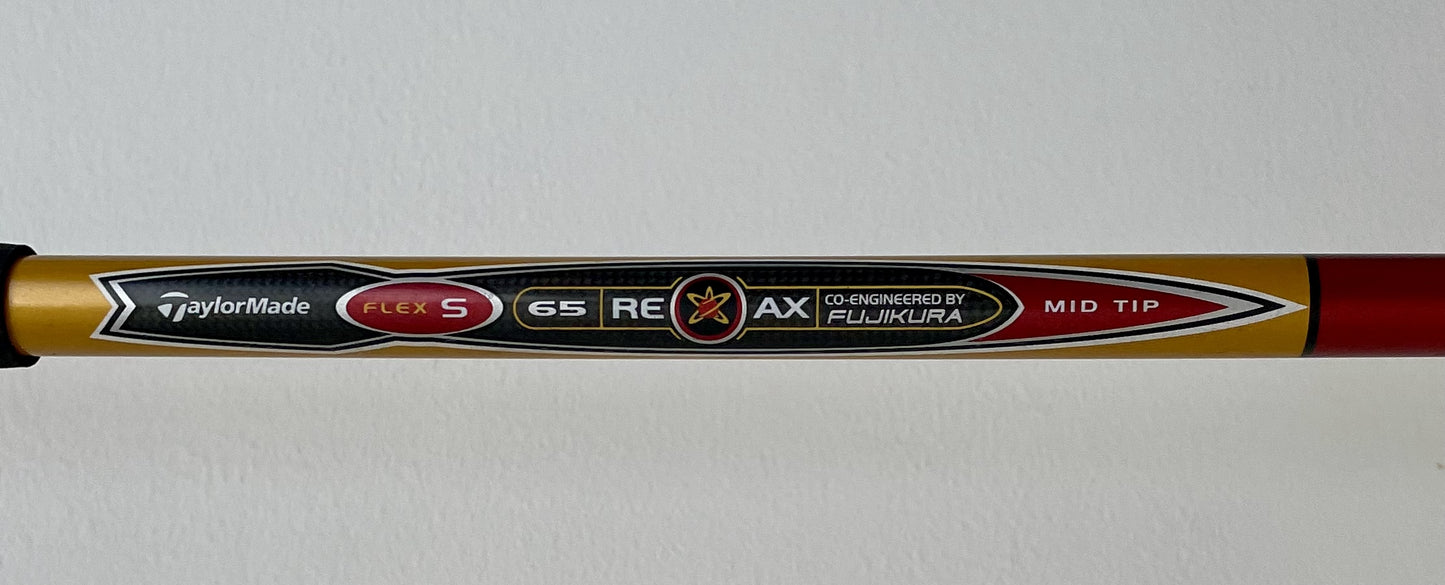 TaylorMade FLEX S 65 RE AX CO-ENGINEERED BY
FUJIKURA
MID TIP